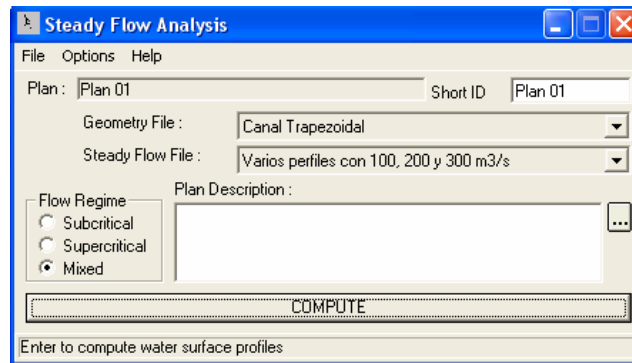 Steady Flow Analysis
File Options Help
Plan : Plan 01 Short ID Plan 01
Geometry File : Canal Trapezoidal
Steady Flow File : Varios perfiles con 100, 200 y 300 m3/s
Plan Description :
Flow Regime
Subcritical
Supercritical
Mixed
...
COMPUTE
Enter to compute water surface profiles